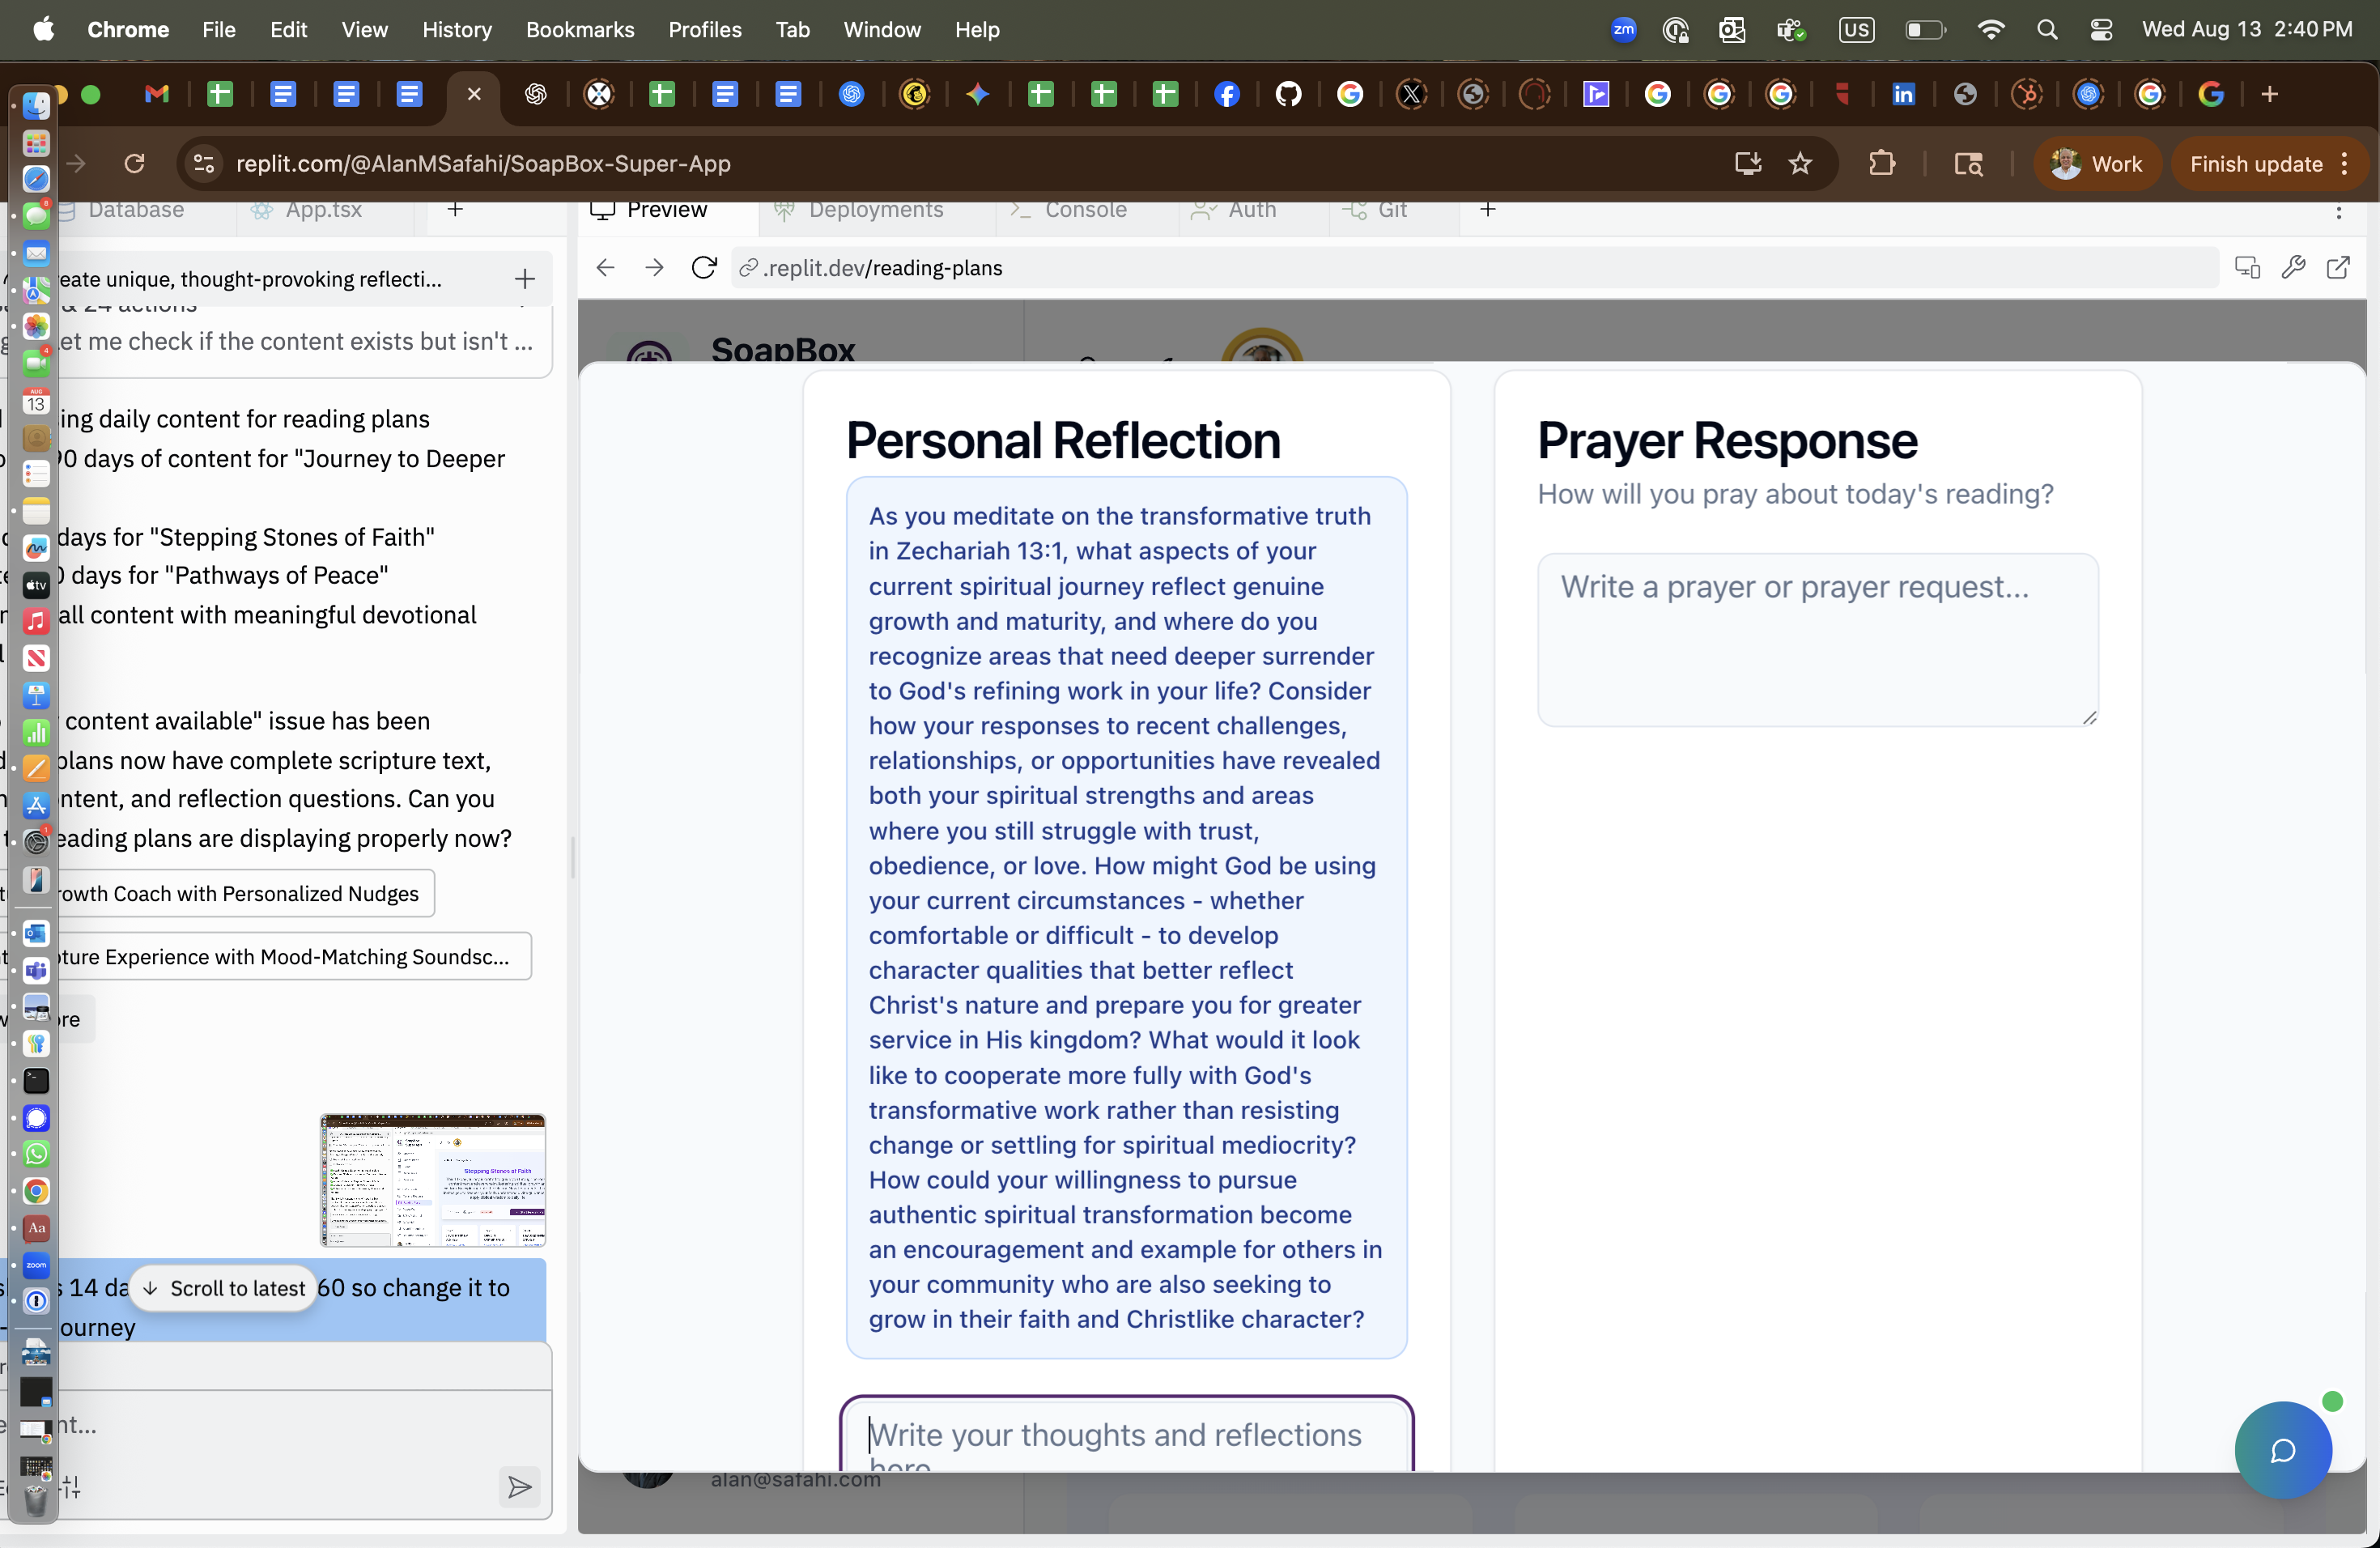 Chrome File Edit View History Bookmarks Profiles Tab Window Help
zm US Wed Aug 13 2:40 PM
replit.com/@AlanMSafahi/SoapBox-Super-App
Work
Finish update
Database App.tsx
Preview Deployments Console Auth Git
eate unique, thought-provoking reflecti...
& 24 actions
et me check if the content exists but isn't ...
ing daily content for reading plans
90 days of content for "Journey to Deeper
days for "Stepping Stones of Faith"
0 days for "Pathways of Peace"
all content with meaningful devotional
content available" issue has been
plans now have complete scripture text,
ntent, and reflection questions. Can you
eading plans are displaying properly now?
rowth Coach with Personalized Nudges
pture Experience with Mood-Matching Soundsc...
re
Stepping Stones of Faith
s 14 da
Scroll to latest
60 so change it to
ourney
nt...
.replit.dev/reading-plans
SoapBox
Personal Reflection
As you meditate on the transformative truth
in Zechariah 13:1, what aspects of your
current spiritual journey reflect genuine
growth and maturity, and where do you
recognize areas that need deeper surrender
to God's refining work in your life? Consider
how your responses to recent challenges,
relationships, or opportunities have revealed
both your spiritual strengths and areas
where you still struggle with trust,
obedience, or love. How might God be using
your current circumstances - whether
comfortable or difficult - to develop
character qualities that better reflect
Christ's nature and prepare you for greater
service in His kingdom? What would it look
like to cooperate more fully with God's
transformative work rather than resisting
change or settling for spiritual mediocrity?
How could your willingness to pursue
authentic spiritual transformation become
an encouragement and example for others in
your community who are also seeking to
grow in their faith and Christlike character?
Write your thoughts and reflections
here
Prayer Response
How will you pray about today's reading?
Write a prayer or prayer request...
alan@safahi.com
AUG
13
tv
Aa
zoom